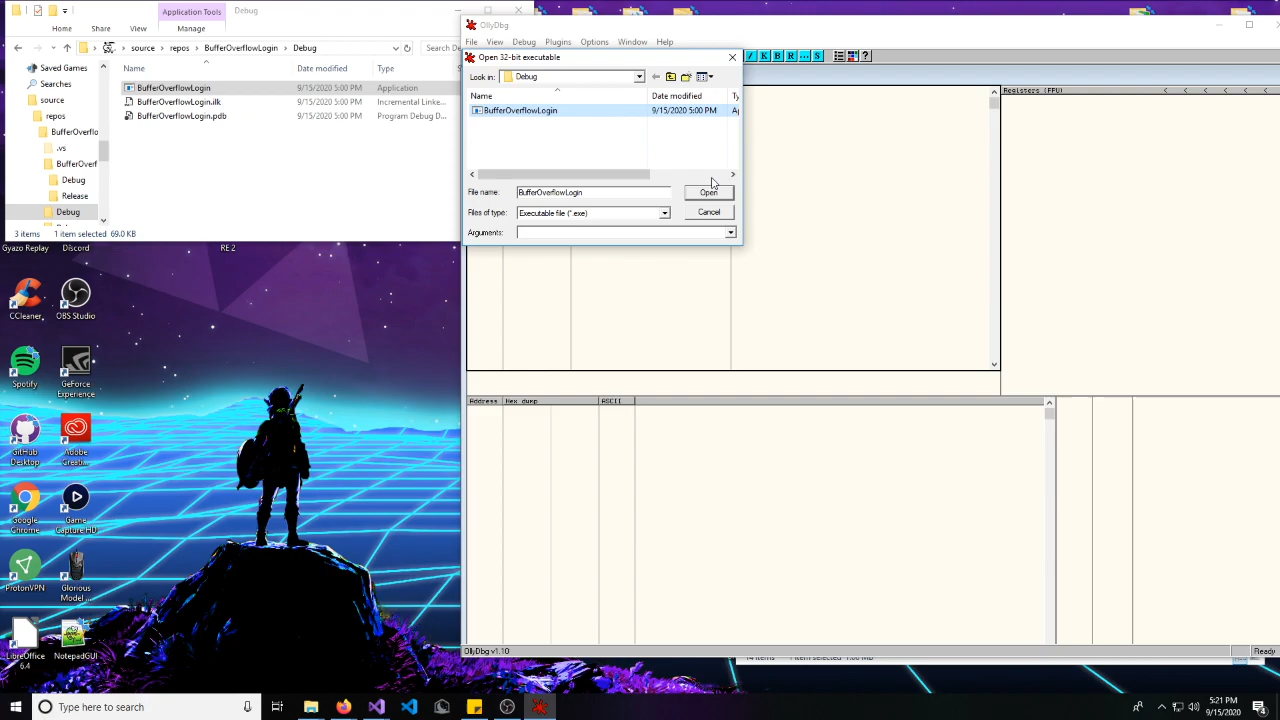 Application Tools
Debug
Home
Share
View
Manage
source
repos
BufferOverflowLogin
Debug
Search De
Saved Games
Searches
source
repos
BufferOverflo
.vs
BufferOverf
Debug
Release
Debug
Name
Date modified
Type
BufferOverflowLogin
9/15/2020 5:00 PM
Application
BufferOverflowLogin.ilk
9/15/2020 5:00 PM
Incremental Linke...
BufferOverflowLogin.pdb
9/15/2020 5:00 PM
Program Debug D...
3 items
1 item selected 69.0 KB
OllyDbg
File
View
Debug
Plugins
Options
Window
Help
/
K
B
R
...
S
?
Open 32-bit executable
Look in:
Debug
Name
Date modified
Ty
BufferOverflowLogin
9/15/2020 5:00 PM
File name:
BufferOverflowLogin
Open
Files of type:
Executable file (*.exe)
Cancel
Arguments:
Registers (FPU)
Address
Hex dump
ASCII
OllyDbg v1.10
Ready
Gyazo Replay
Discord
RE 2
CCleaner
OBS Studio
Spotify
GeForce
Experience
GitHub
Desktop
Adobe
Creati...
Google
Chrome
Game
Capture HD
ProtonVPN
Glorious
Model ...
LibreOffice
6.4
NotepadGUI
Type here to search
5:21 PM
9/15/2020
4